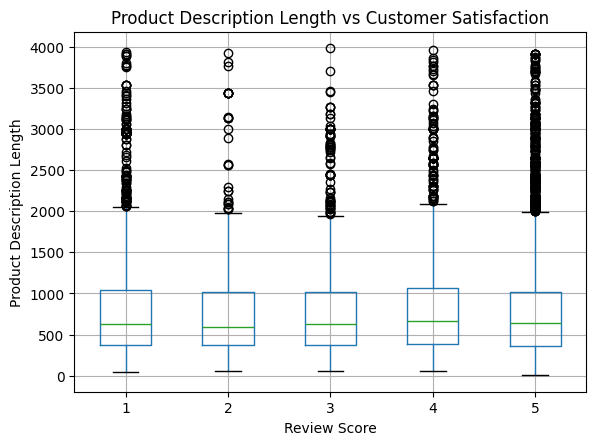 Product Description Length vs Customer Satisfaction
4000
3500
3000
2500
2000
1500
1000
500
0
Product Description Length
1 2 3 4 5
Review Score